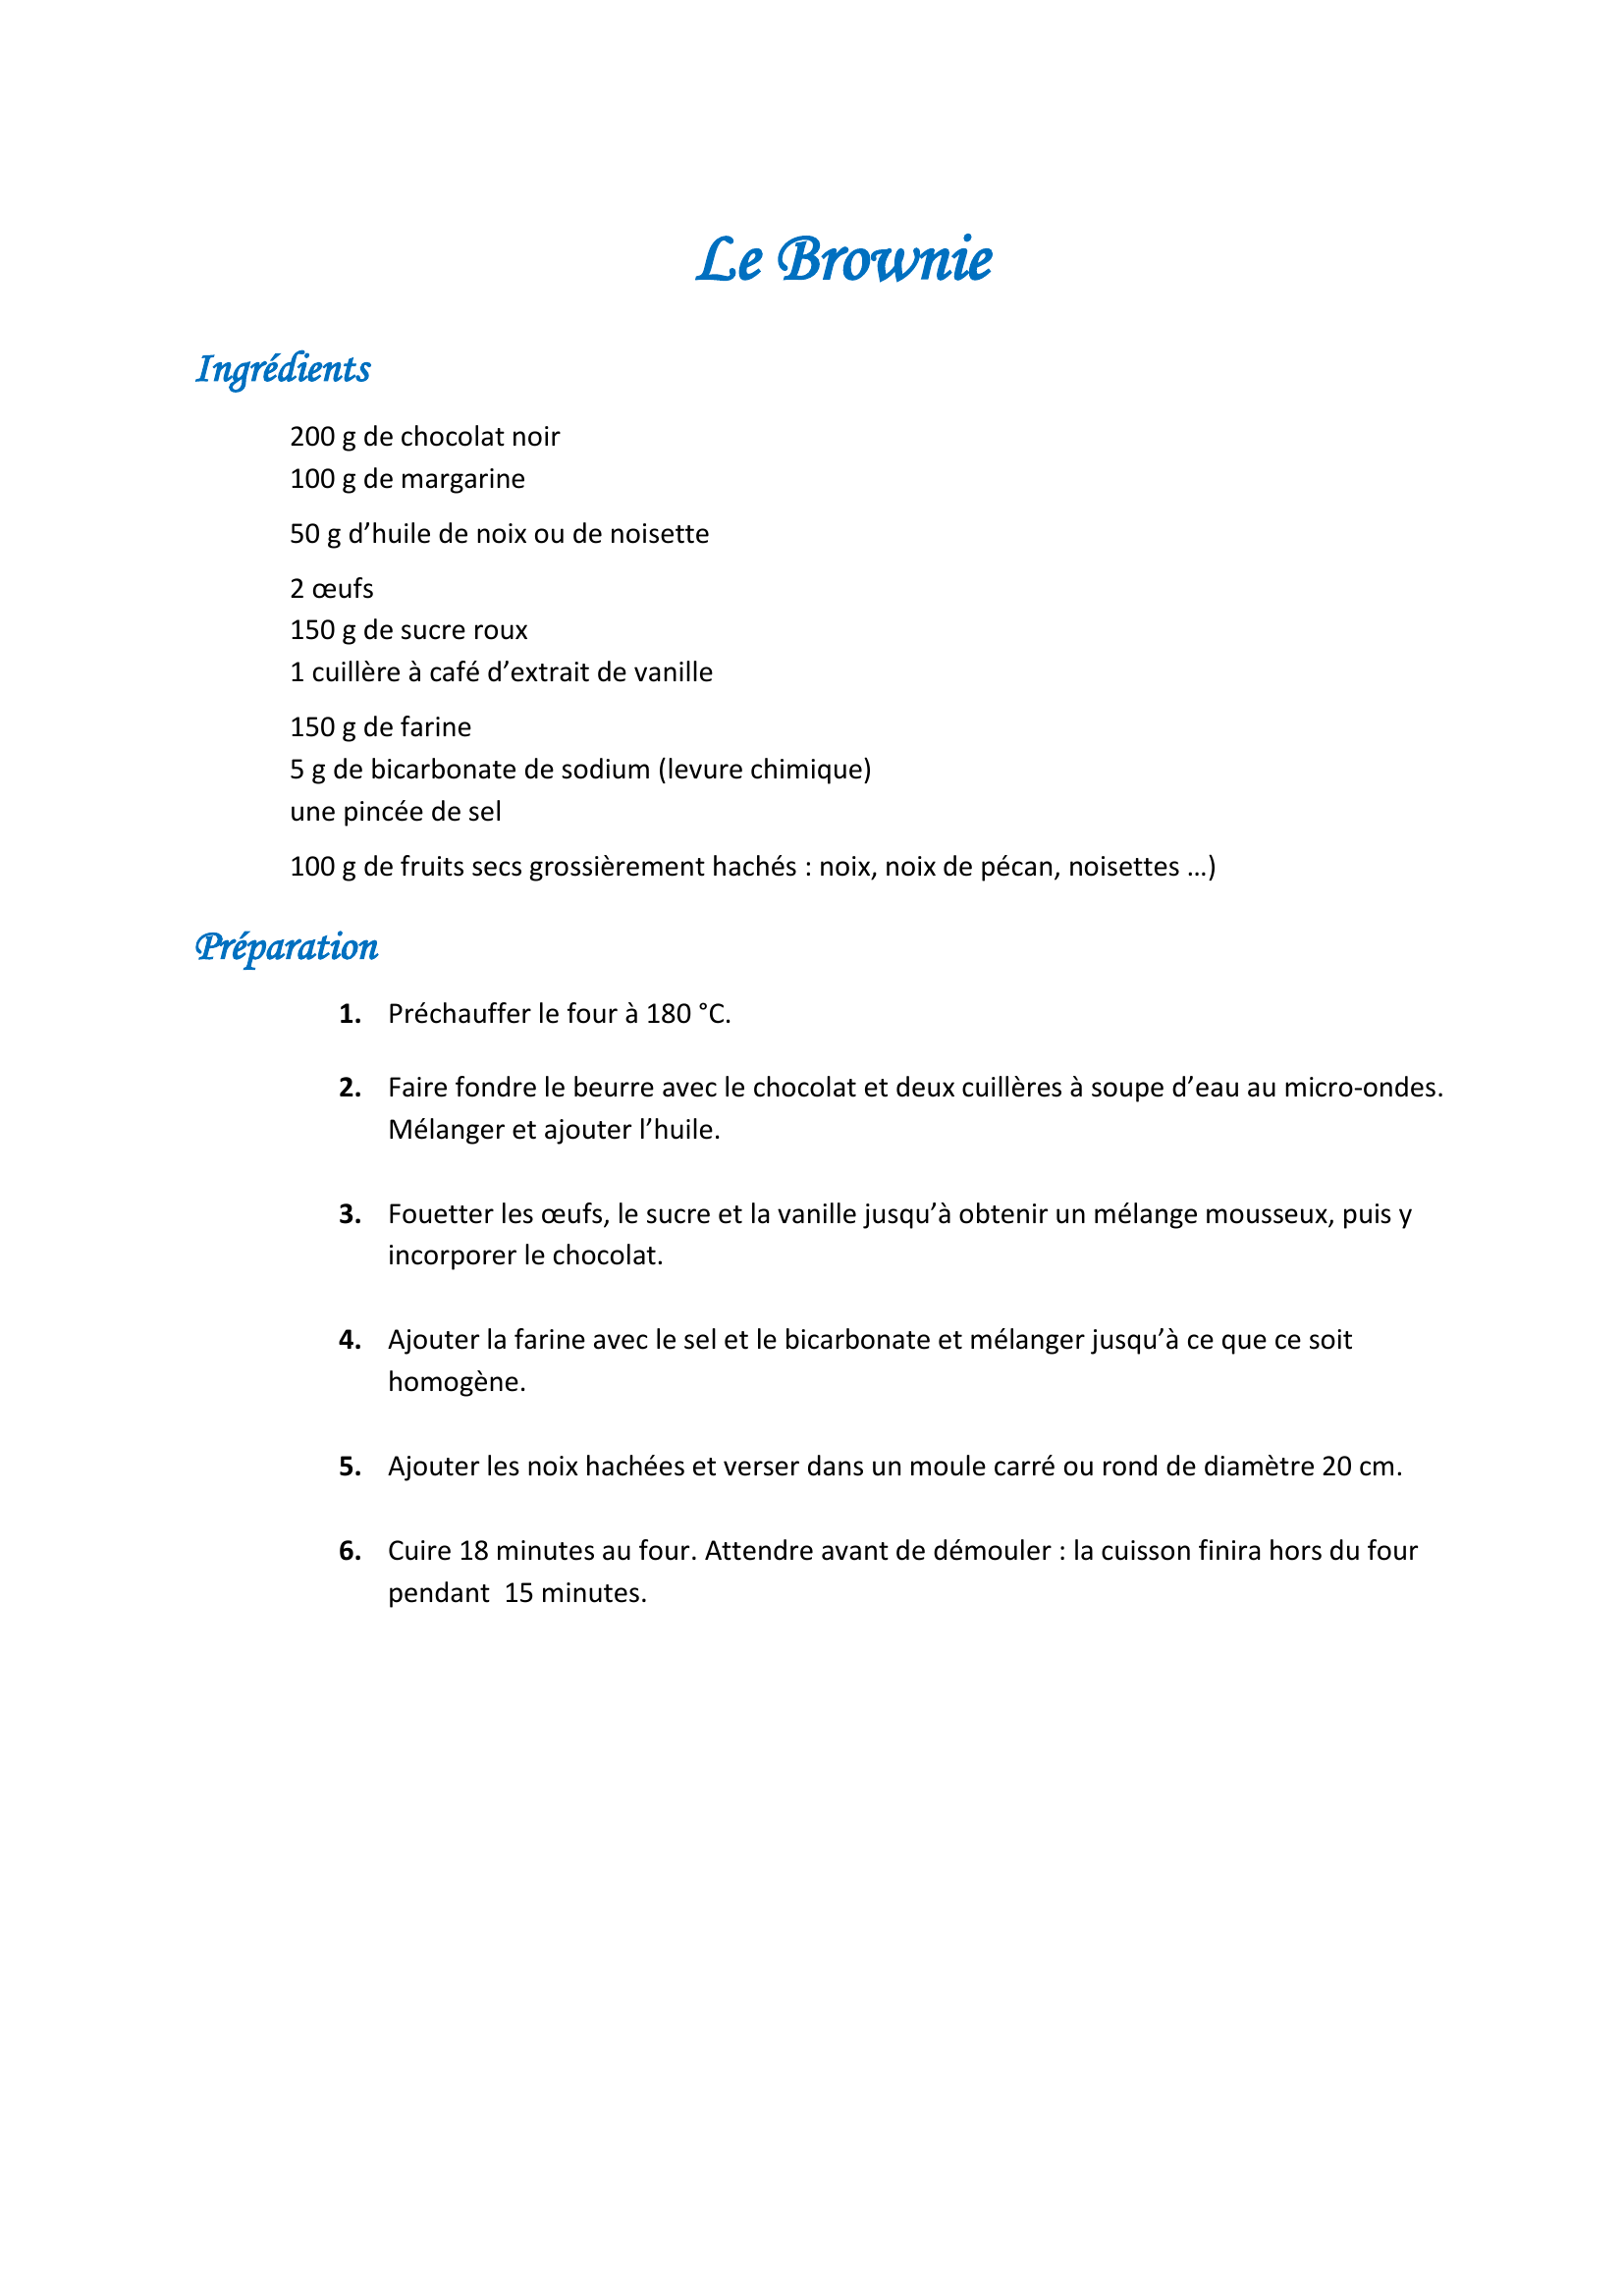 Le Brownie
Ingrédients
200 g de chocolat noir
100 g de margarine
50 g d’huile de noix ou de noisette
2 œufs
150 g de sucre roux
1 cuillère à café d’extrait de vanille
150 g de farine
5 g de bicarbonate de sodium (levure chimique)
une pincée de sel
100 g de fruits secs grossièrement hachés : noix, noix de pécan, noisettes …)
Préparation
1. Préchauffer le four à 180 °C.
2. Faire fondre le beurre avec le chocolat et deux cuillères à soupe d’eau au micro-ondes.
Mélanger et ajouter l’huile.
3. Fouetter les œufs, le sucre et la vanille jusqu’à obtenir un mélange mousseux, puis y
incorporer le chocolat.
4. Ajouter la farine avec le sel et le bicarbonate et mélanger jusqu’à ce que ce soit
homogène.
5. Ajouter les noix hachées et verser dans un moule carré ou rond de diamètre 20 cm.
6. Cuire 18 minutes au four. Attendre avant de démouler : la cuisson finira hors du four
pendant  15 minutes.